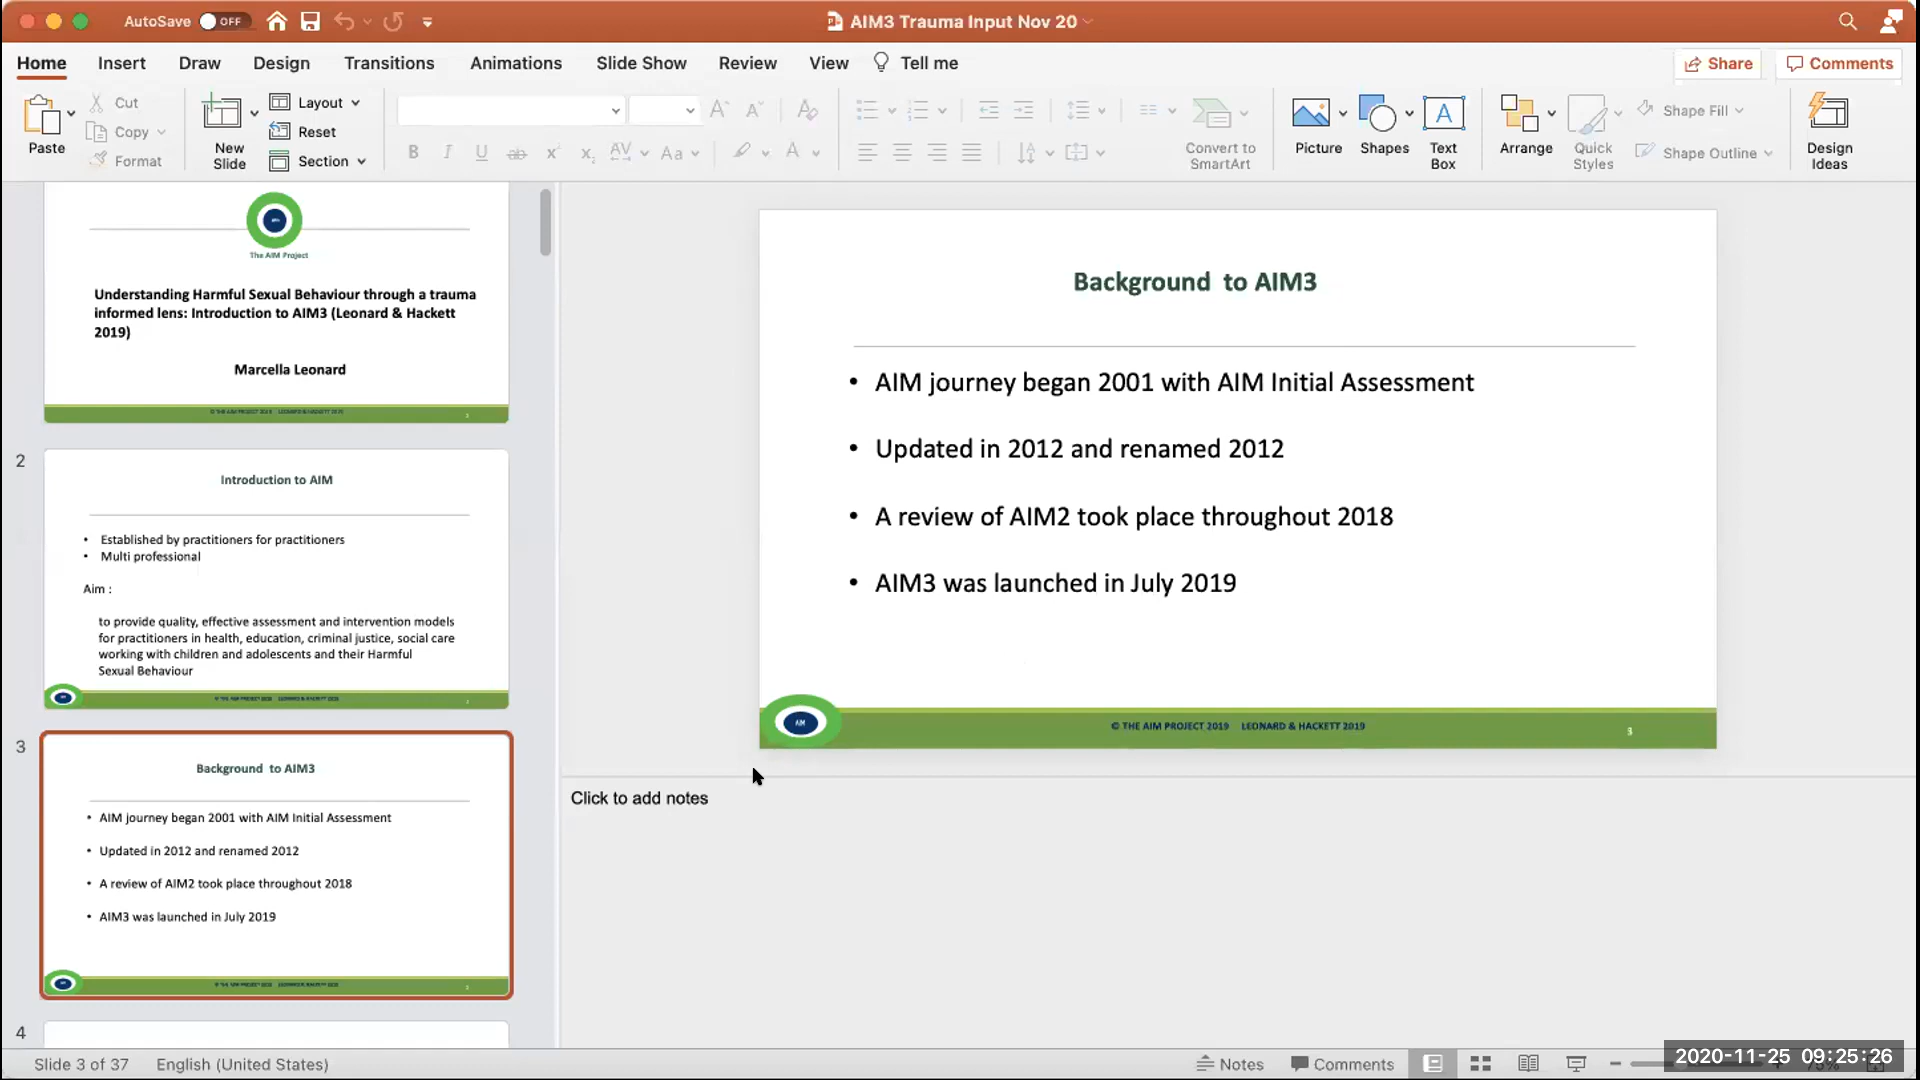 AutoSave OFF
AIM3 Trauma Input Nov 20
Home Insert Draw Design Transitions Animations Slide Show Review View Tell me
Share Comments
Paste
Cut
Copy
Format
New
Slide
Layout
Reset
Section
B I U ab x x AV Aa A
Convert to
SmartArt
Picture
Shapes
A
Text
Box
Arrange
Quick
Styles
Shape Fill
Shape Outline
Design
Ideas
The AIM Project
Understanding Harmful Sexual Behaviour through a trauma
informed lens: Introduction to AIM3 (Leonard & Hackett
2019)
Marcella Leonard
2
Introduction to AIM
• Established by practitioners for practitioners
• Multi professional
Aim :
to provide quality, effective assessment and intervention models
for practitioners in health, education, criminal justice, social care
working with children and adolescents and their Harmful
Sexual Behaviour
3
Background to AIM3
• AIM journey began 2001 with AIM Initial Assessment
• Updated in 2012 and renamed 2012
• A review of AIM2 took place throughout 2018
• AIM3 was launched in July 2019
4
Background to AIM3
• AIM journey began 2001 with AIM Initial Assessment
• Updated in 2012 and renamed 2012
• A review of AIM2 took place throughout 2018
• AIM3 was launched in July 2019
AIM
© THE AIM PROJECT 2019 LEONARD & HACKETT 2019
3
Click to add notes
Slide 3 of 37
English (United States)
Notes
Comments
2020-11-25 09:25:26